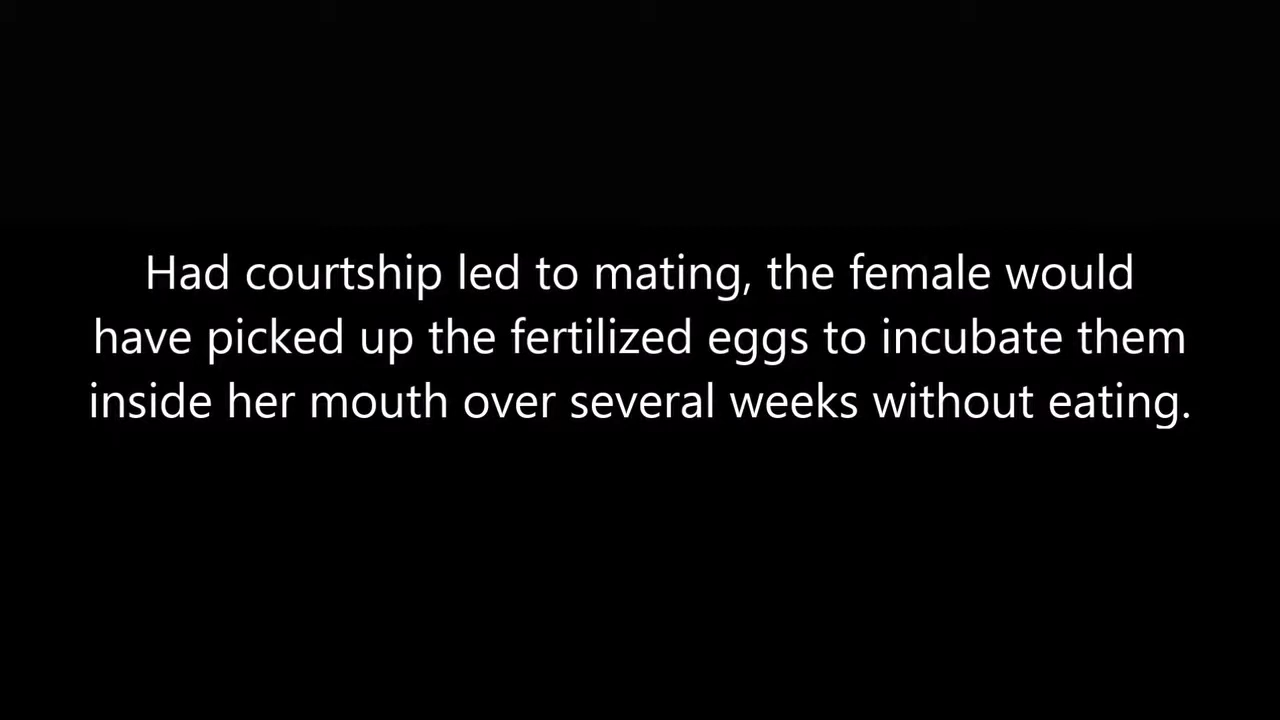 Had courtship led to mating, the female would
have picked up the fertilized eggs to incubate them
inside her mouth over several weeks without eating.